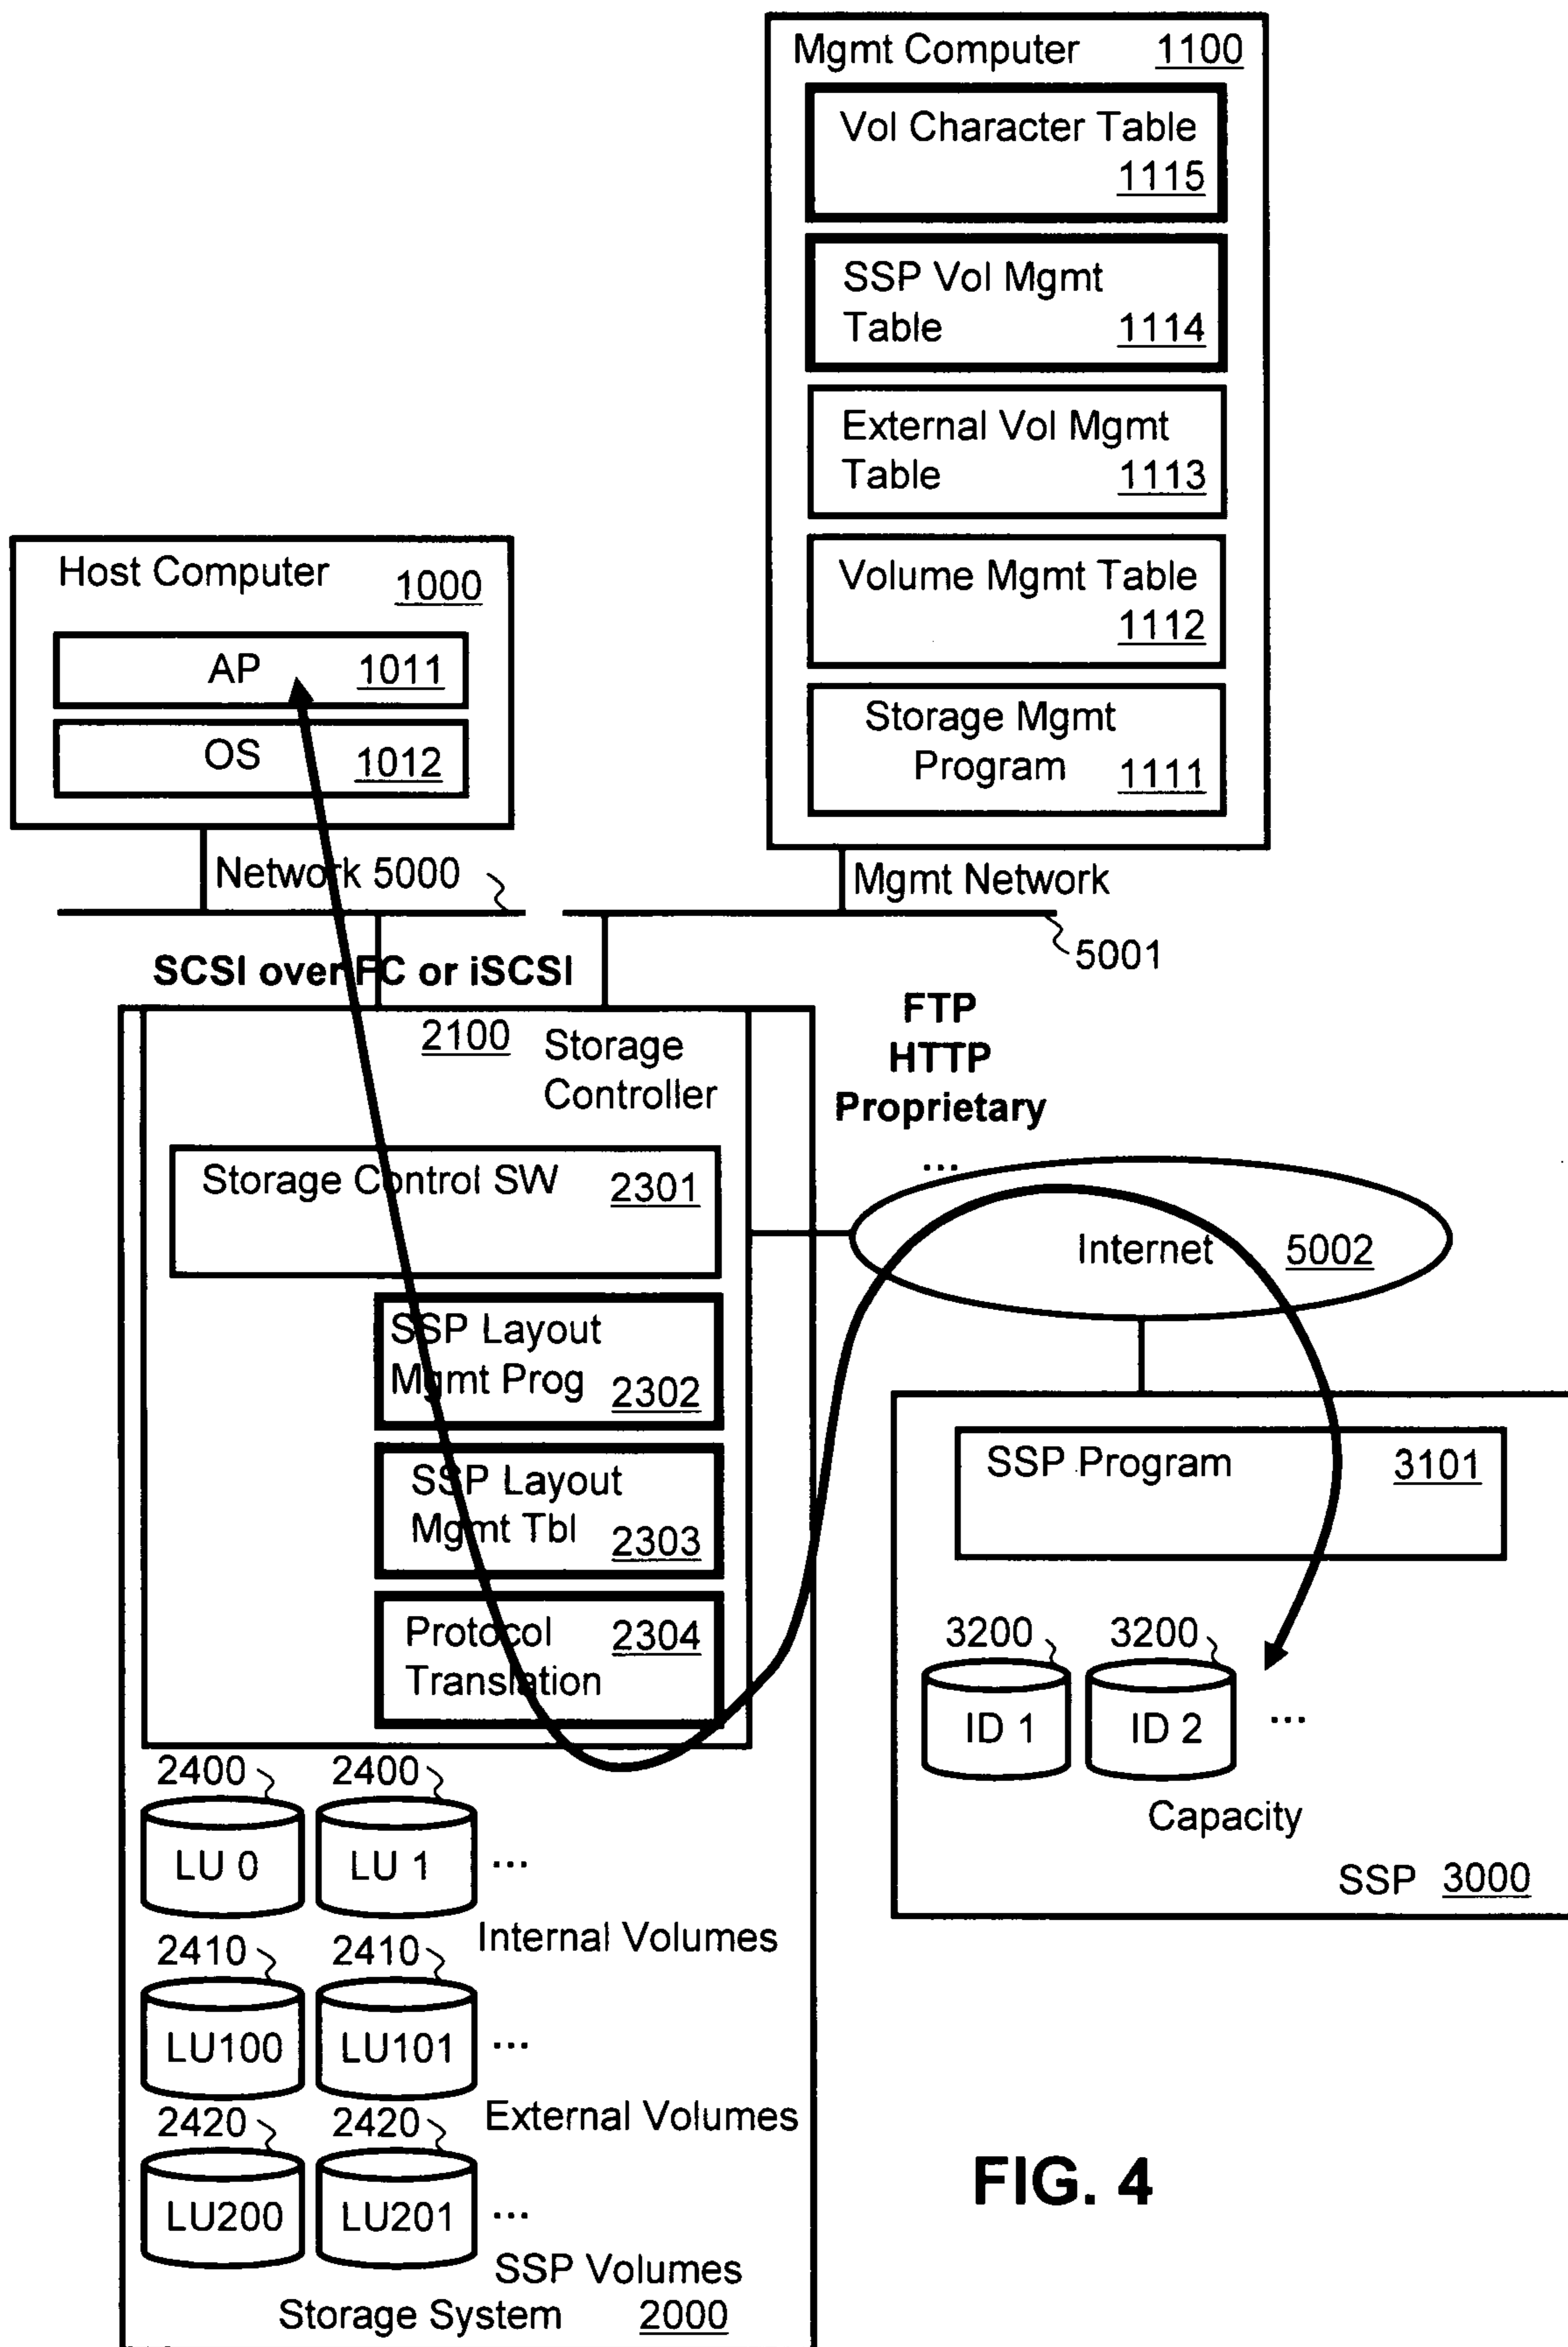 Mgmt Computer 1100
Vol Character Table
1115
SSP Vol Mgmt
Table 1114
External Vol Mgmt
Table 1113
Volume Mgmt Table
1112
Storage Mgmt
Program 1111
Host Computer 1000
AP 1011
OS 1012
Network 5000
Mgmt Network
5001
SCSI over FC or iSCSI
2100 Storage
Controller
Storage Control SW 2301
SSP Layout
Mgmt Prog 2302
SSP Layout
Mgmt Tbl 2303
Protocol 2304
Translation
FTP
HTTP
Proprietary
...
Internet 5002
SSP Program 3101
3200 3200
ID 1 ID 2 ...
Capacity
SSP 3000
2400 2400
LU 0 LU 1 ...
Internal Volumes
2410 2410
LU100 LU101 ...
External Volumes
2420 2420
LU200 LU201 ...
SSP Volumes
Storage System 2000
FIG. 4